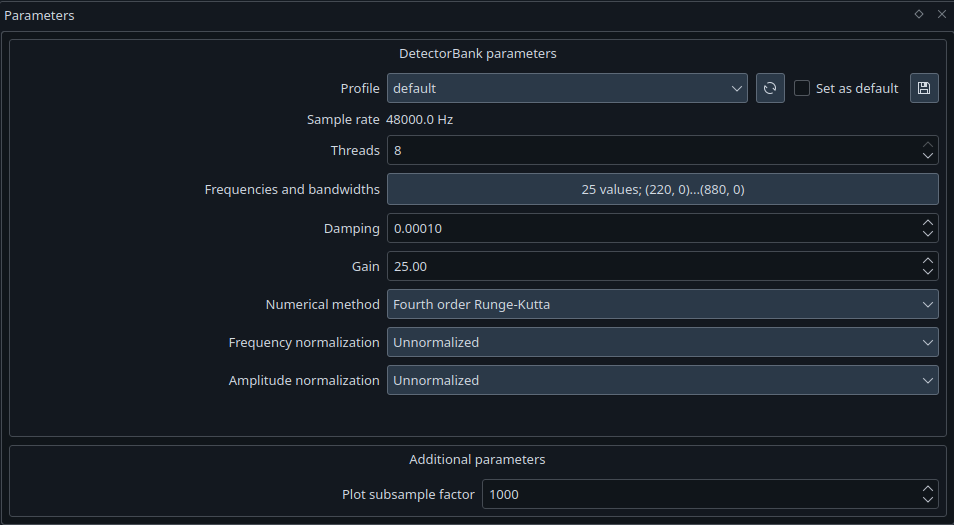 Parameters
DetectorBank parameters
Profile default Set as default
Sample rate 48000.0 Hz
Threads 8
Frequencies and bandwidths 25 values; (220, 0)...(880, 0)
Damping 0.00010
Gain 25.00
Numerical method Fourth order Runge-Kutta
Frequency normalization Unnormalized
Amplitude normalization Unnormalized
Additional parameters
Plot subsample factor 1000